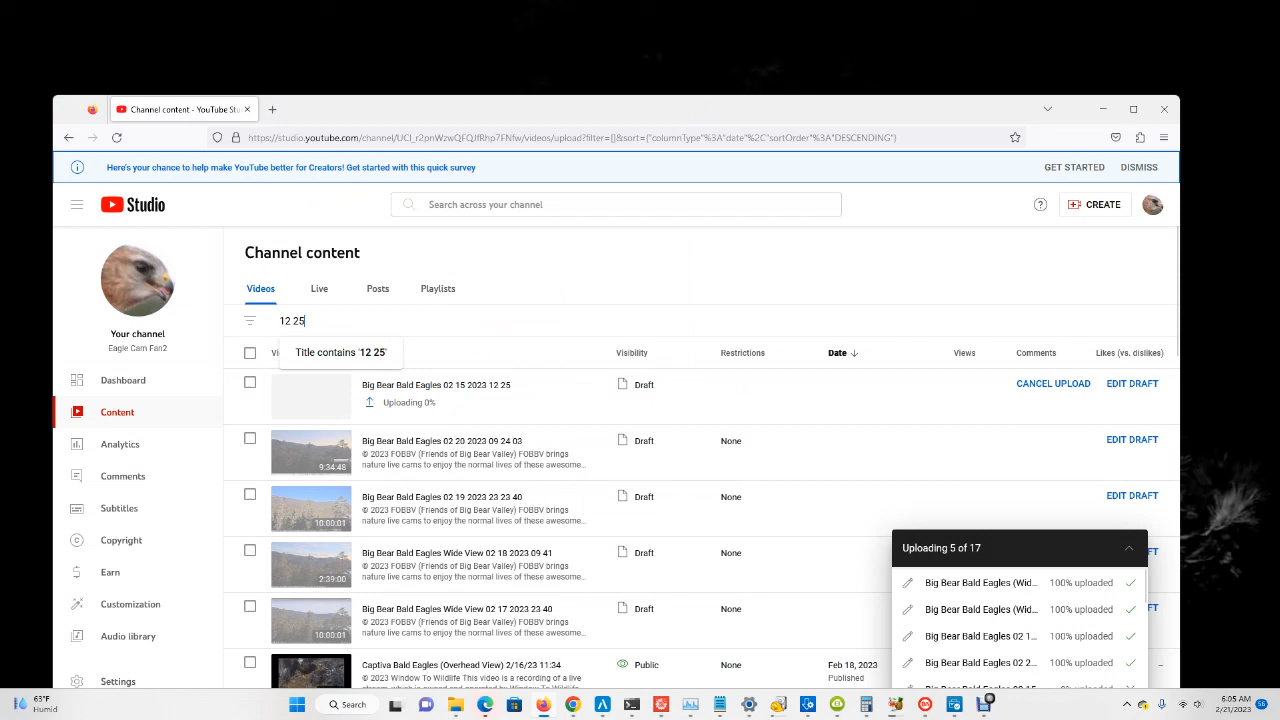 Channel content - YouTube Stu
https://studio.youtube.com/channel/UCl_r2pnWzwQFQJfRhp7FNfw/videos/upload?filter=[]&sort={"columnType"%3A"date"%2C"sortOrder"%3A"DESCENDING"}
Here's your chance to help make YouTube better for Creators! Get started with this quick survey
GET STARTED
DISMISS
Studio
Search across your channel
CREATE
Channel content
Videos
Live
Posts
Playlists
12 25
Title contains '12 25'
Vi
Visibility
Restrictions
Date
Views
Comments
Likes (vs. dislikes)
Your channel
Eagle Cam Fan2
Dashboard
Content
Analytics
Comments
Subtitles
Copyright
Earn
Customization
Audio library
Settings
Big Bear Bald Eagles 02 15 2023 12 25
Uploading 0%
Draft
CANCEL UPLOAD
EDIT DRAFT
9:34:48
Big Bear Bald Eagles 02 20 2023 09 24 03
© 2023 FOBBV (Friends of Big Bear Valley) FOBBV brings
nature live cams to enjoy the normal lives of these awesome...
Draft
None
EDIT DRAFT
10:00:01
Big Bear Bald Eagles 02 19 2023 23 23 40
© 2023 FOBBV (Friends of Big Bear Valley) FOBBV brings
nature live cams to enjoy the normal lives of these awesome...
Draft
None
EDIT DRAFT
2:39:00
Big Bear Bald Eagles Wide View 02 18 2023 09 41
© 2023 FOBBV (Friends of Big Bear Valley) FOBBV brings
nature live cams to enjoy the normal lives of these awesome...
Draft
None
FT
10:00:01
Big Bear Bald Eagles Wide View 02 17 2023 23 40
© 2023 FOBBV (Friends of Big Bear Valley) FOBBV brings
nature live cams to enjoy the normal lives of these awesome...
Draft
None
FT
Captiva Bald Eagles (Overhead View) 2/16/23 11:34
© 2023 Window To Wildlife This video is a recording of a live
Public
None
Feb 18, 2023
Published
Uploading 5 of 17
Big Bear Bald Eagles (Wid... 100% uploaded
Big Bear Bald Eagles (Wid... 100% uploaded
Big Bear Bald Eagles 02 1... 100% uploaded
Big Bear Bald Eagles 02 2... 100% uploaded
63°F
Humid
Search
6:05 AM
2/21/2023